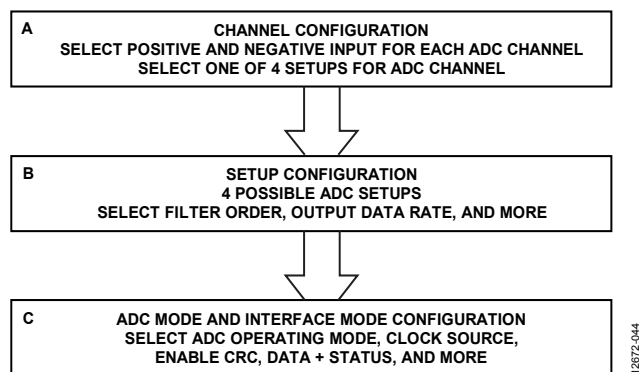 A
CHANNEL CONFIGURATION
SELECT POSITIVE AND NEGATIVE INPUT FOR EACH ADC CHANNEL
SELECT ONE OF 4 SETUPS FOR ADC CHANNEL
B
SETUP CONFIGURATION
4 POSSIBLE ADC SETUPS
SELECT FILTER ORDER, OUTPUT DATA RATE, AND MORE
C
ADC MODE AND INTERFACE MODE CONFIGURATION
SELECT ADC OPERATING MODE, CLOCK SOURCE,
ENABLE CRC, DATA + STATUS, AND MORE
12672-044